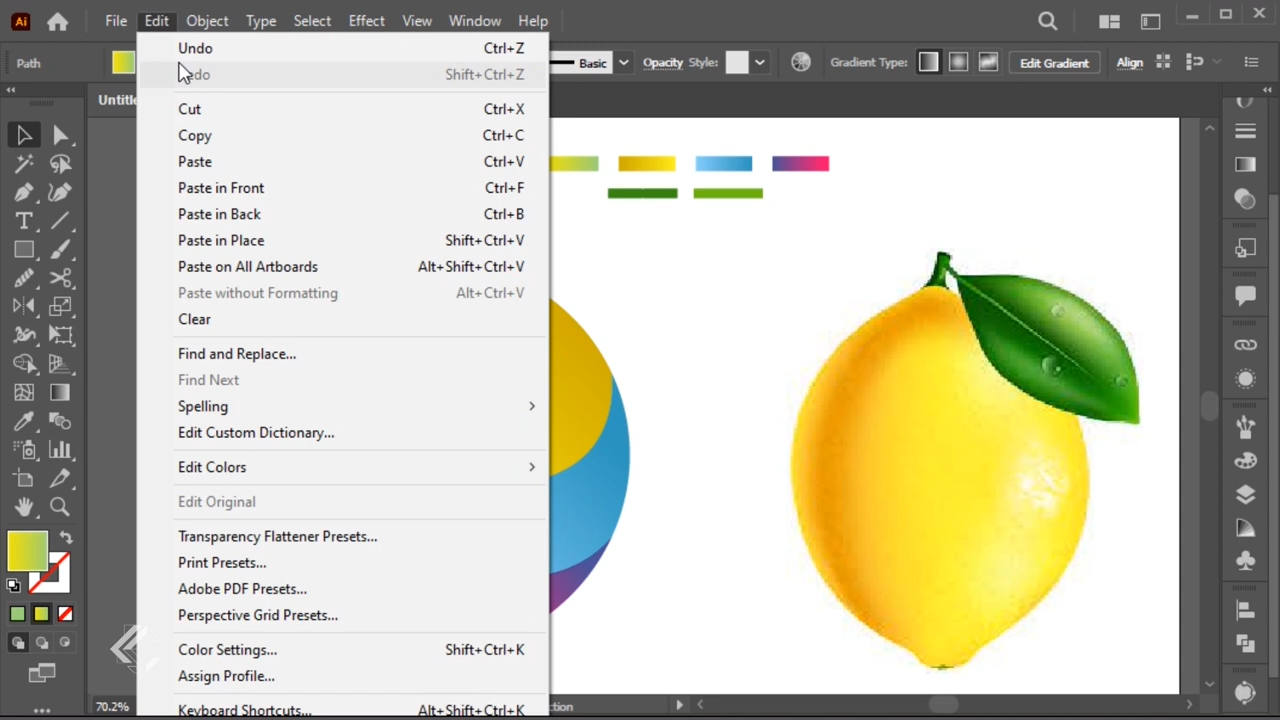 Ai File Edit Object Type Select Effect View Window Help
Path Basic Opacity Style: Gradient Type: Edit Gradient Align
Undo Ctrl+Z
Shift+Ctrl+Z
Cut Ctrl+X
Copy Ctrl+C
Paste Ctrl+V
Paste in Front Ctrl+F
Paste in Back Ctrl+B
Paste in Place Shift+Ctrl+V
Paste on All Artboards Alt+Shift+Ctrl+V
Paste without Formatting Alt+Ctrl+V
Clear
Find and Replace...
Find Next
Spelling
Edit Custom Dictionary...
Edit Colors
Edit Original
Transparency Flattener Presets...
Print Presets...
Adobe PDF Presets...
Perspective Grid Presets...
Color Settings... Shift+Ctrl+K
Assign Profile...
Keyboard Shortcuts... Alt+Shift+Ctrl+K
70.2%